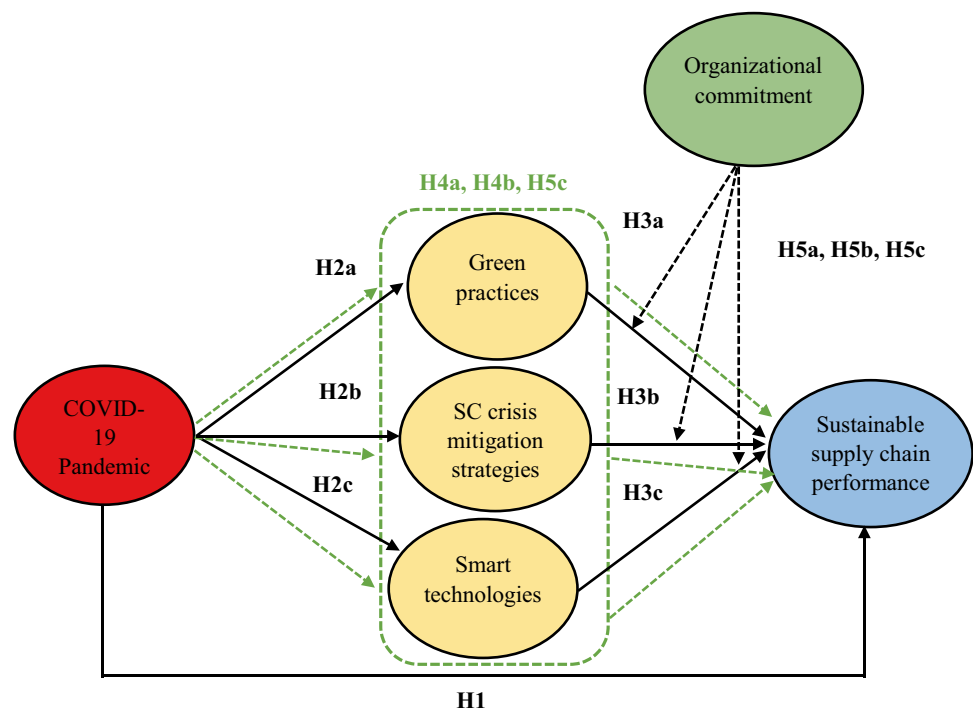 Organizational
commitment
H4a, H4b, H5c
H3a
H5a, H5b, H5c
H2a
Green
practices
H2b
H3b
COVID-
19
Pandemic
SC crisis
mitigation
strategies
Sustainable
supply chain
performance
H2c
H3c
Smart
technologies
H1